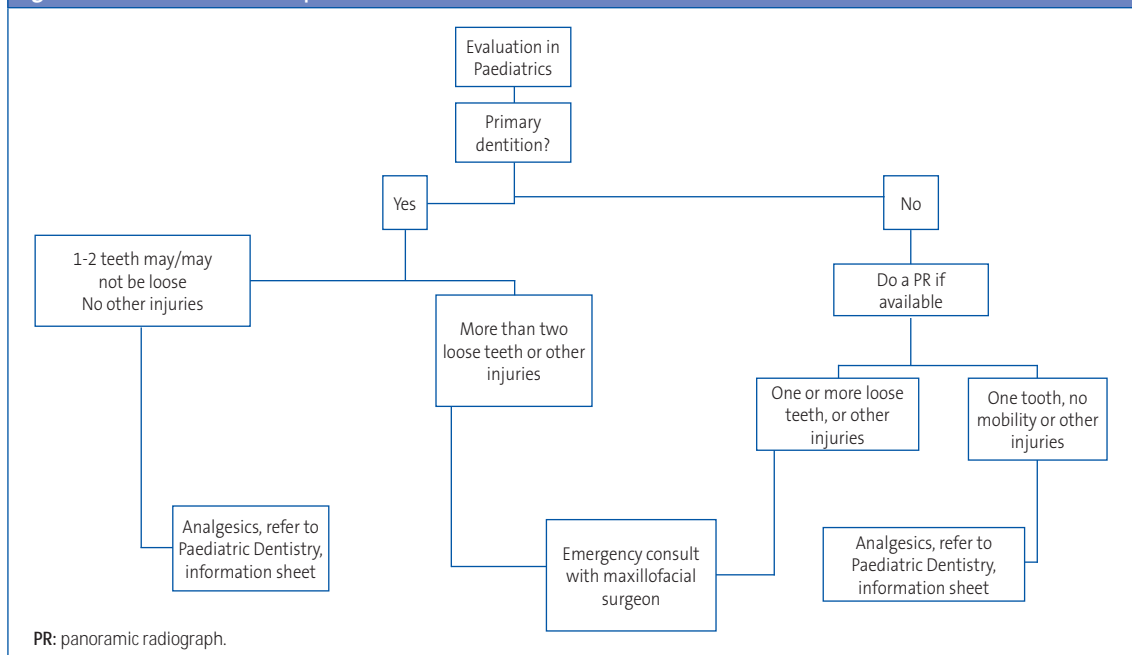 Evaluation in
Paediatrics
Primary
dentition?
Yes
No
1-2 teeth may/may
not be loose
No other injuries
More than two
loose teeth or other
injuries
Do a PR if
available
One or more loose
teeth, or other
injuries
One tooth, no
mobility or other
injuries
Analgesics, refer to
Paediatric Dentistry,
information sheet
Emergency consult
with maxillofacial
surgeon
Analgesics, refer to
Paediatric Dentistry,
information sheet
PR: panoramic radiograph.